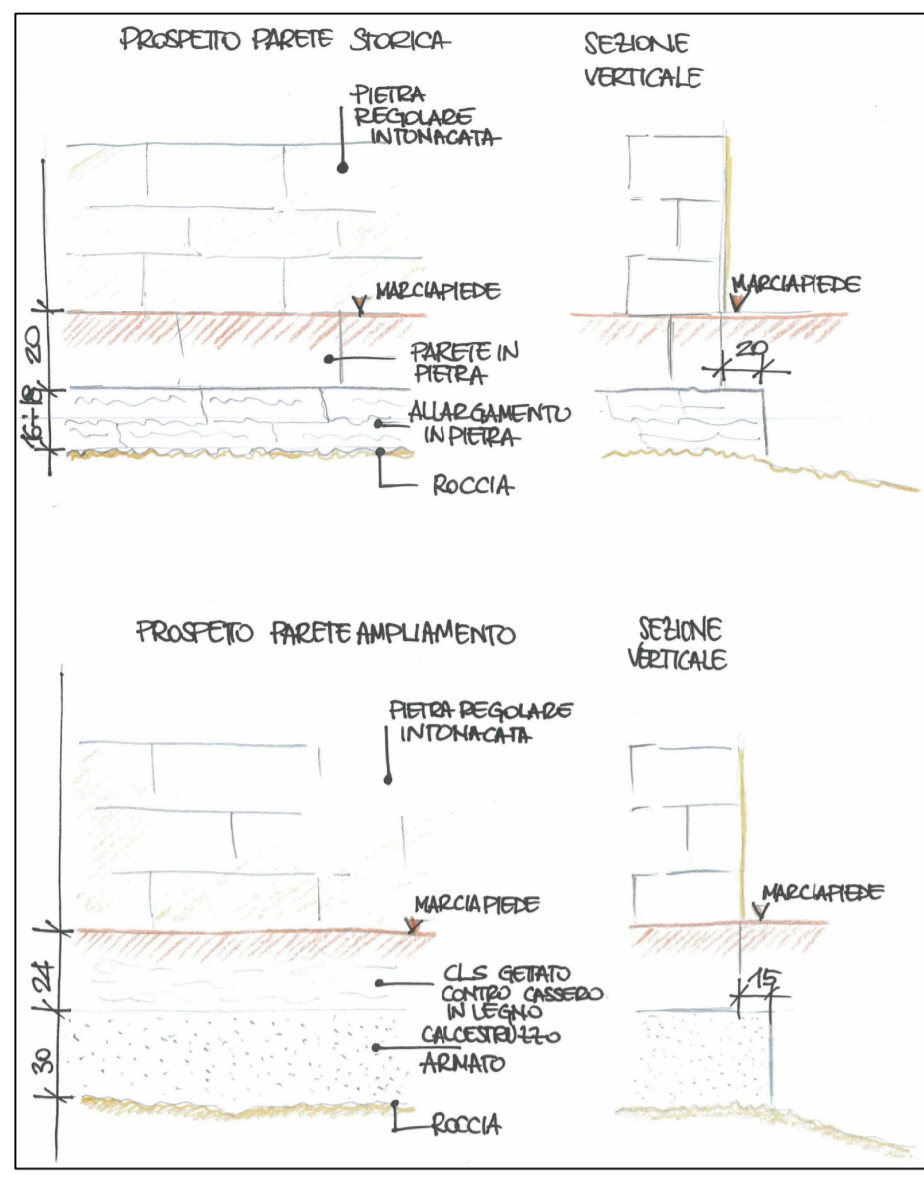 PROSPETTO PARETE STORICA
SEZIONE
VERTICALE
PIETRA
REGOLARE
INTONACATA
MARCIAPIEDE
MARCIAPIEDE
20
20
PARETE IN
PIETRA
16÷18
ALLARGAMENTO
IN PIETRA
ROCCIA
PROSPETTO PARETE AMPLIAMENTO
SEZIONE
VERTICALE
PIETRA REGOLARE
INTONACATA
MARCIAPIEDE
MARCIAPIEDE
24
CLS GETTATO
CONTRO CASSERO
IN LEGNO
15
CALCESTRUZZO
ARMATO
30
ROCCIA